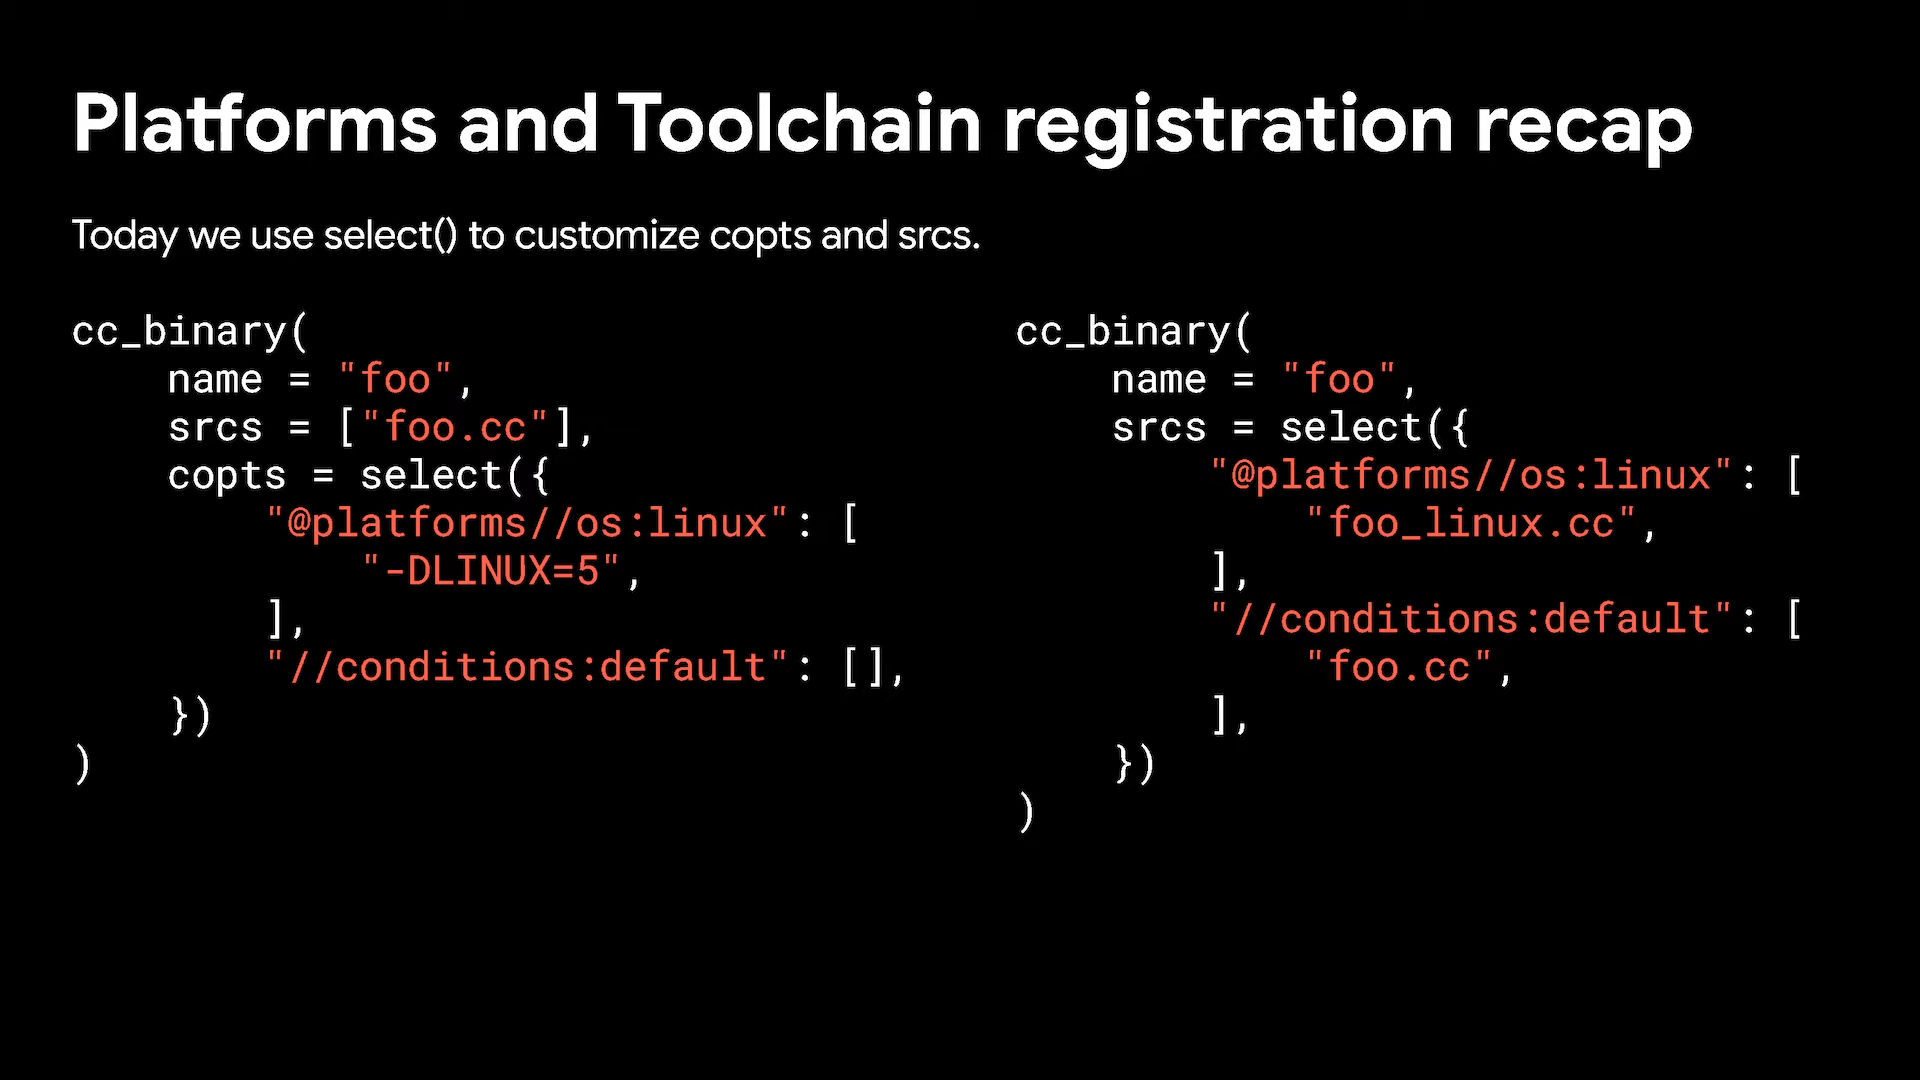 Platforms and Toolchain registration recap
Today we use select() to customize copts and srcs.
cc_binary(
    name = "foo",
    srcs = ["foo.cc"],
    copts = select({
        "@platforms//os:linux": [
            "-DLINUX=5",
        ],
        "//conditions:default": [],
    })
)
cc_binary(
    name = "foo",
    srcs = select({
        "@platforms//os:linux": [
            "foo_linux.cc",
        ],
        "//conditions:default": [
            "foo.cc",
        ],
    })
)